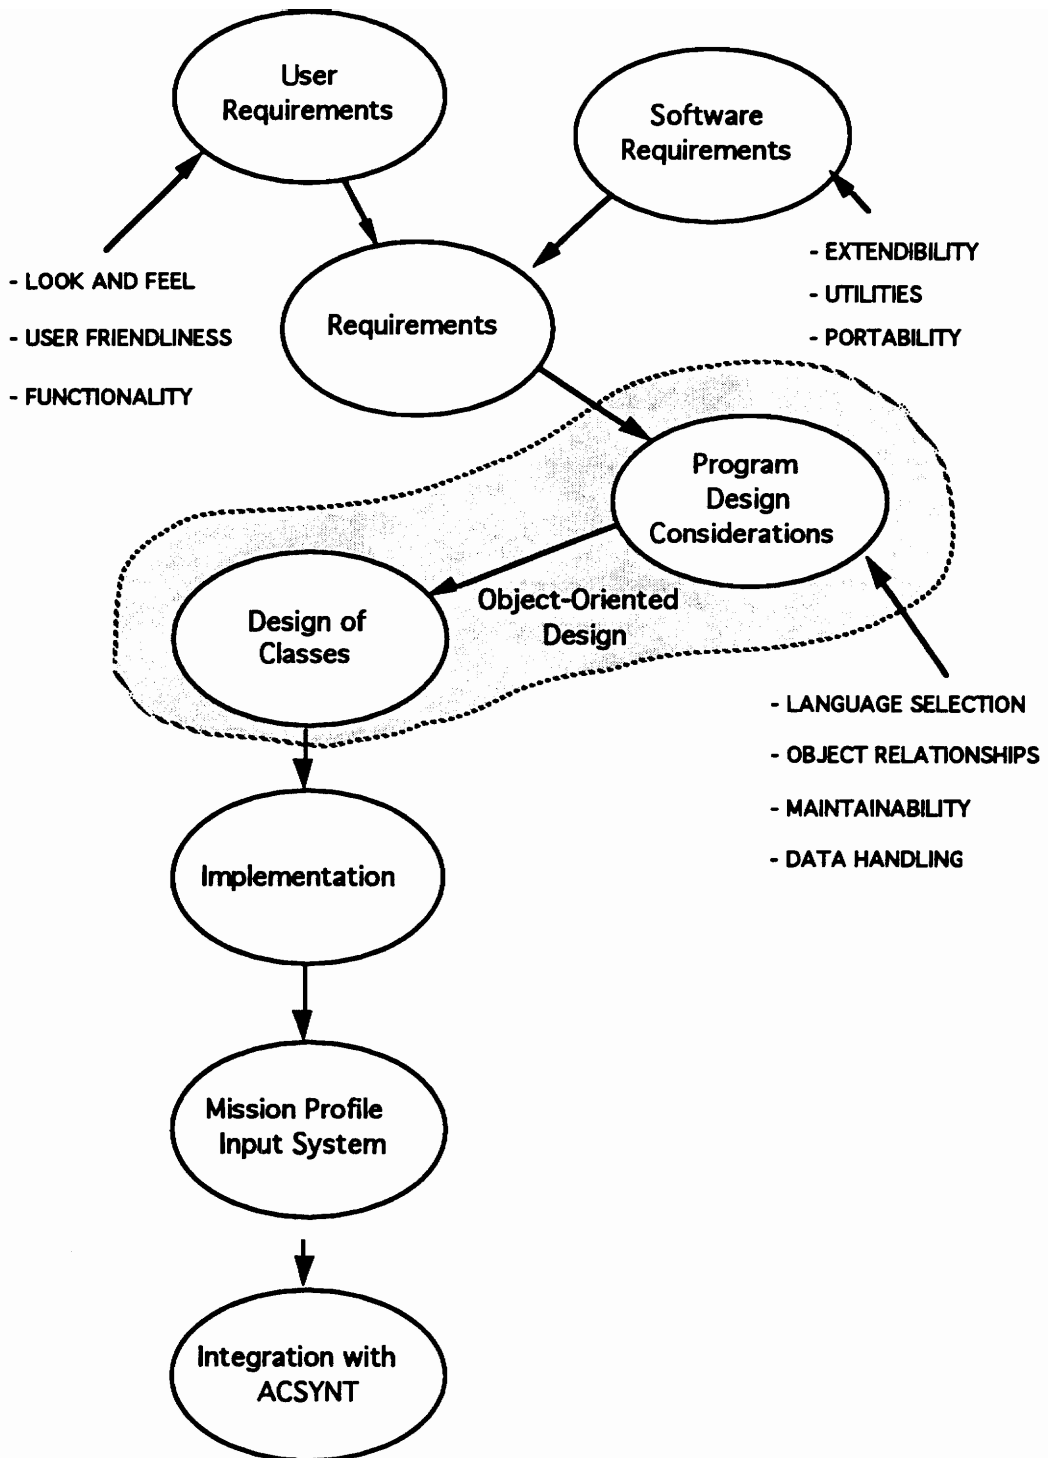 User
Requirements
Software
Requirements
- LOOK AND FEEL
- USER FRIENDLINESS
- FUNCTIONALITY
- EXTENDIBILITY
- UTILITIES
- PORTABILITY
Requirements
Program
Design
Considerations
Object-Oriented
Design
Design of
Classes
- LANGUAGE SELECTION
- OBJECT RELATIONSHIPS
- MAINTAINABILITY
- DATA HANDLING
Implementation
Mission Profile
Input System
Integration with
ACSYNT